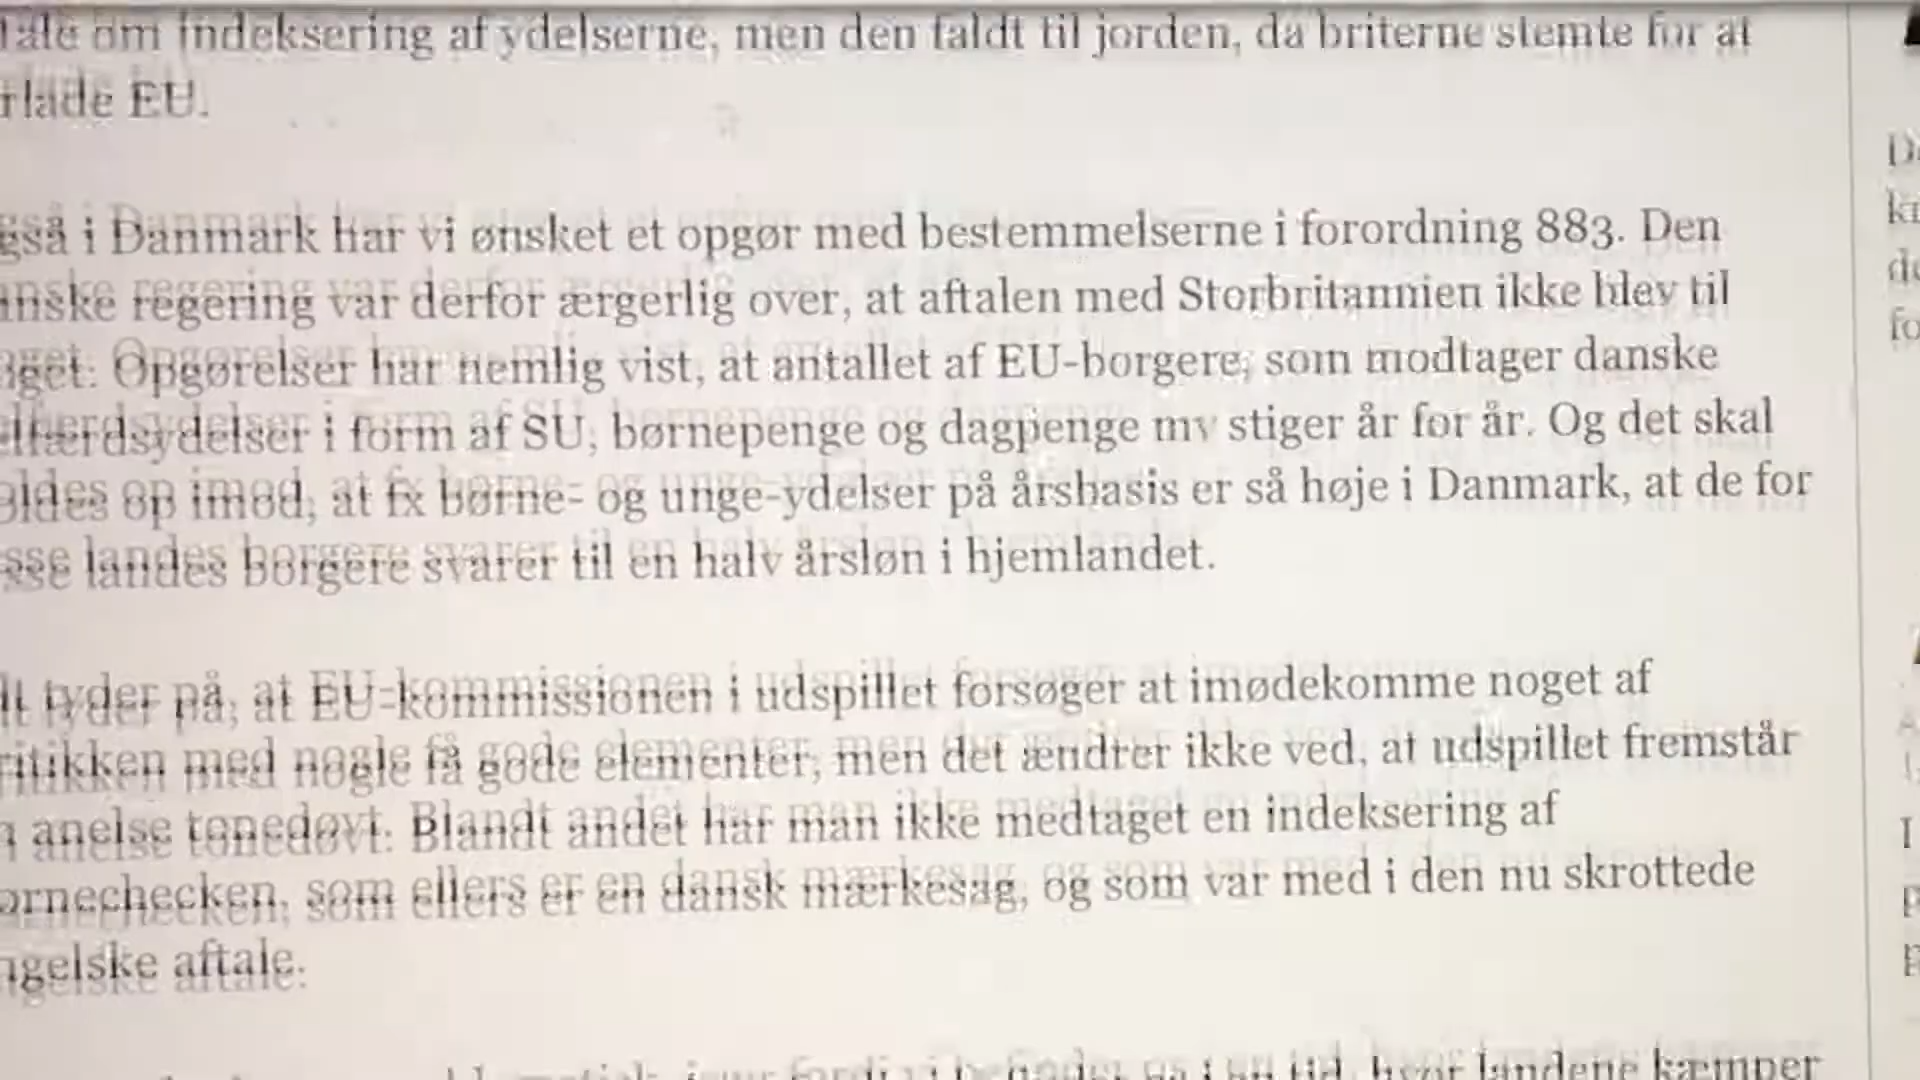 tale om indeksering af ydelserne, men den faldt til jorden, da briterne stemte for at
rlade EU.
gså i Danmark har vi ønsket et opgør med bestemmelserne i forordning 883. Den
nske regering var derfor ærgerlig over, at aftalen med Storbritannien ikke blev til
get. Opgørelser har nemlig vist, at antallet af EU-borgere, som modtager danske
elfærdsydelser i form af SU, børnepenge og dagpenge mv stiger år for år. Og det skal
oldes op imod, at fx børne- og unge-ydelser på årsbasis er så høje i Danmark, at de for
sse landes borgere svarer til en halv årsløn i hjemlandet.
lt tyder på, at EU-kommissionen i udspillet forsøger at imødekomme noget af
ritikken med nogle få gode elementer, men det ændrer ikke ved, at udspillet fremstår
n anelse tonedøvt. Blandt andet har man ikke medtaget en indeksering af
ørnechecken, som ellers er en dansk mærkesag, og som var med i den nu skrottede
ngelske aftale.
landene kæmper